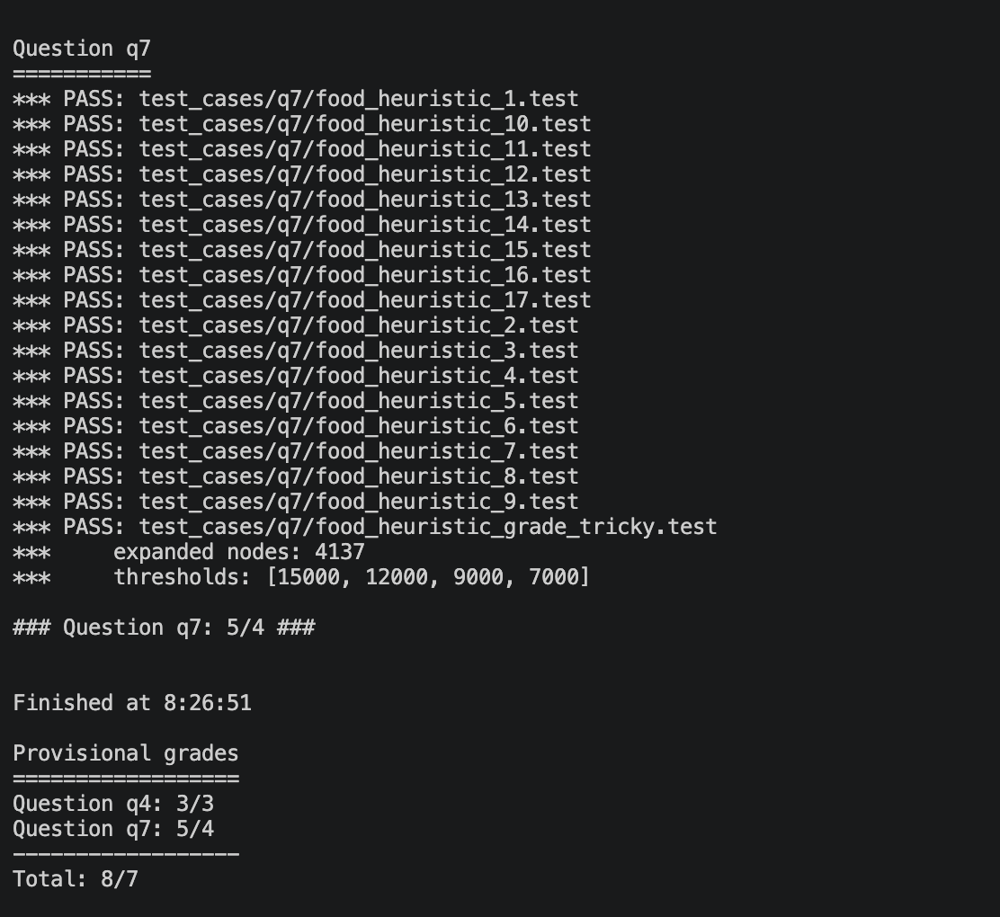 Question q7
===========
*** PASS: test_cases/q7/food_heuristic_1.test
*** PASS: test_cases/q7/food_heuristic_10.test
*** PASS: test_cases/q7/food_heuristic_11.test
*** PASS: test_cases/q7/food_heuristic_12.test
*** PASS: test_cases/q7/food_heuristic_13.test
*** PASS: test_cases/q7/food_heuristic_14.test
*** PASS: test_cases/q7/food_heuristic_15.test
*** PASS: test_cases/q7/food_heuristic_16.test
*** PASS: test_cases/q7/food_heuristic_17.test
*** PASS: test_cases/q7/food_heuristic_2.test
*** PASS: test_cases/q7/food_heuristic_3.test
*** PASS: test_cases/q7/food_heuristic_4.test
*** PASS: test_cases/q7/food_heuristic_5.test
*** PASS: test_cases/q7/food_heuristic_6.test
*** PASS: test_cases/q7/food_heuristic_7.test
*** PASS: test_cases/q7/food_heuristic_8.test
*** PASS: test_cases/q7/food_heuristic_9.test
*** PASS: test_cases/q7/food_heuristic_grade_tricky.test
***     expanded nodes: 4137
***     thresholds: [15000, 12000, 9000, 7000]
### Question q7: 5/4 ###
Finished at 8:26:51
Provisional grades
==================
Question q4: 3/3
Question q7: 5/4
------------------
Total: 8/7